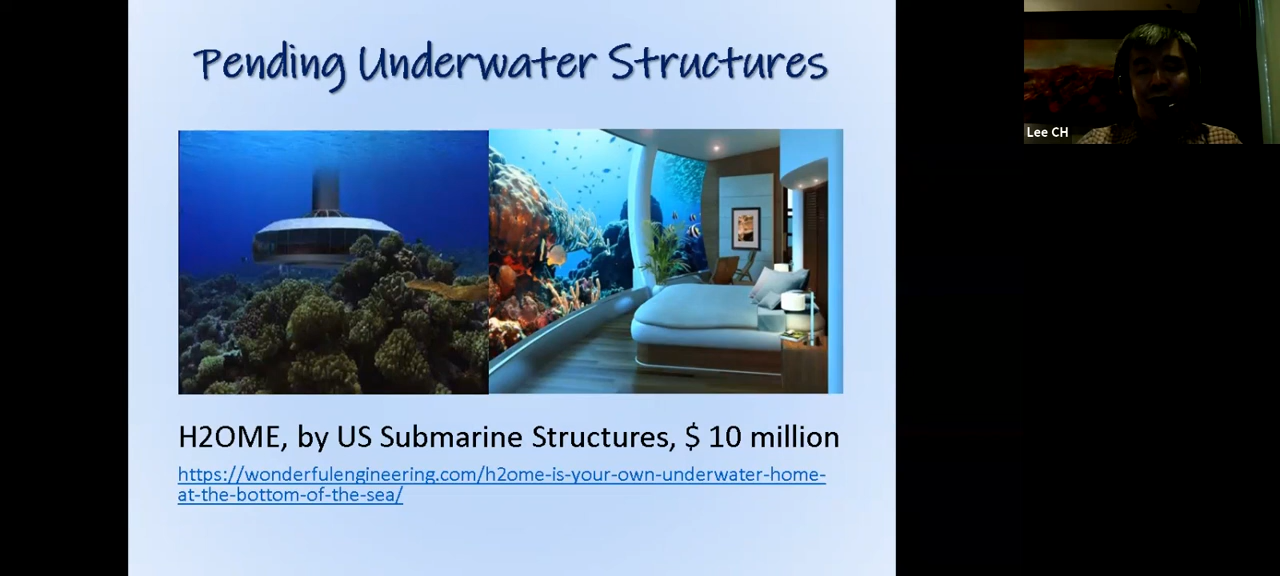 Pending Underwater Structures
Lee CH
H2OME, by US Submarine Structures, $ 10 million
https://wonderfulengineering.com/h2ome-is-your-own-underwater-home-
at-the-bottom-of-the-sea/